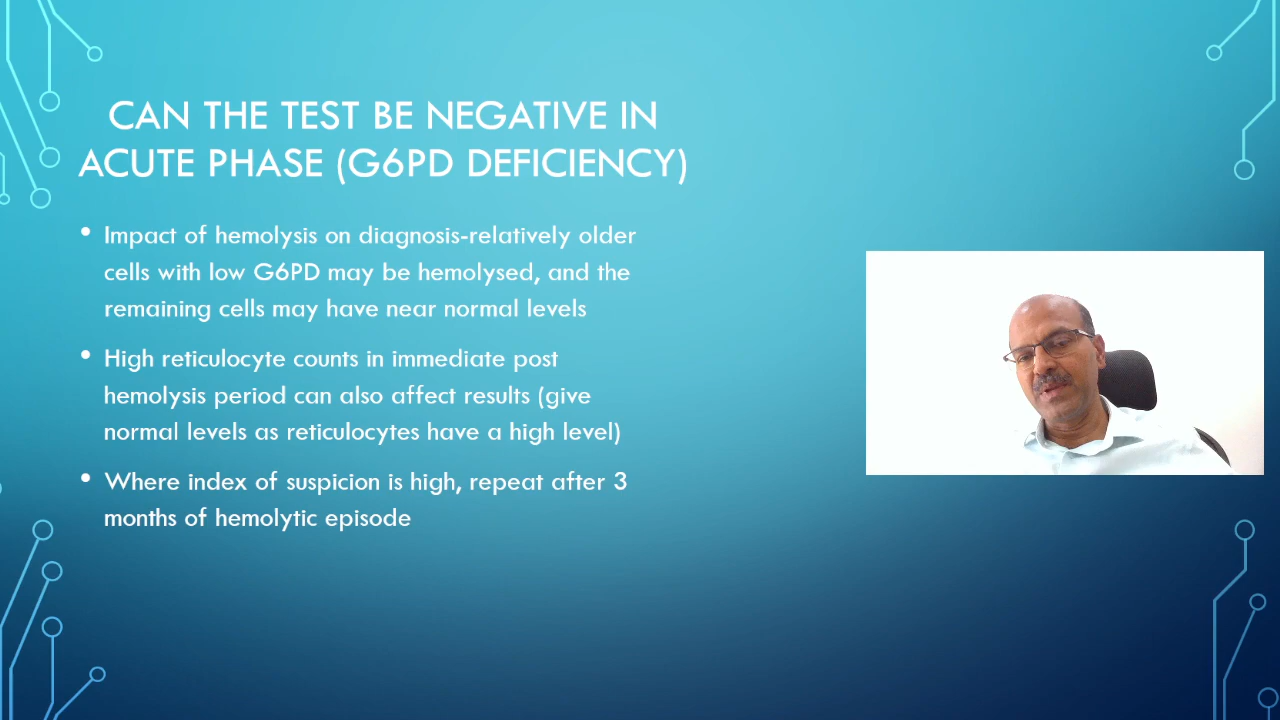 CAN THE TEST BE NEGATIVE IN
ACUTE PHASE (G6PD DEFICIENCY)
• Impact of hemolysis on diagnosis-relatively older
cells with low G6PD may be hemolysed, and the
remaining cells may have near normal levels
• High reticulocyte counts in immediate post
hemolysis period can also affect results (give
normal levels as reticulocytes have a high level)
• Where index of suspicion is high, repeat after 3
months of hemolytic episode